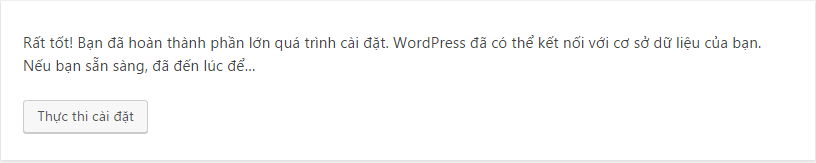 Rất tốt! Bạn đã hoàn thành phần lớn quá trình cài đặt. WordPress đã có thể kết nối với cơ sở dữ liệu của bạn.
Nếu bạn sẵn sàng, đã đến lúc để...
Thực thi cài đặt